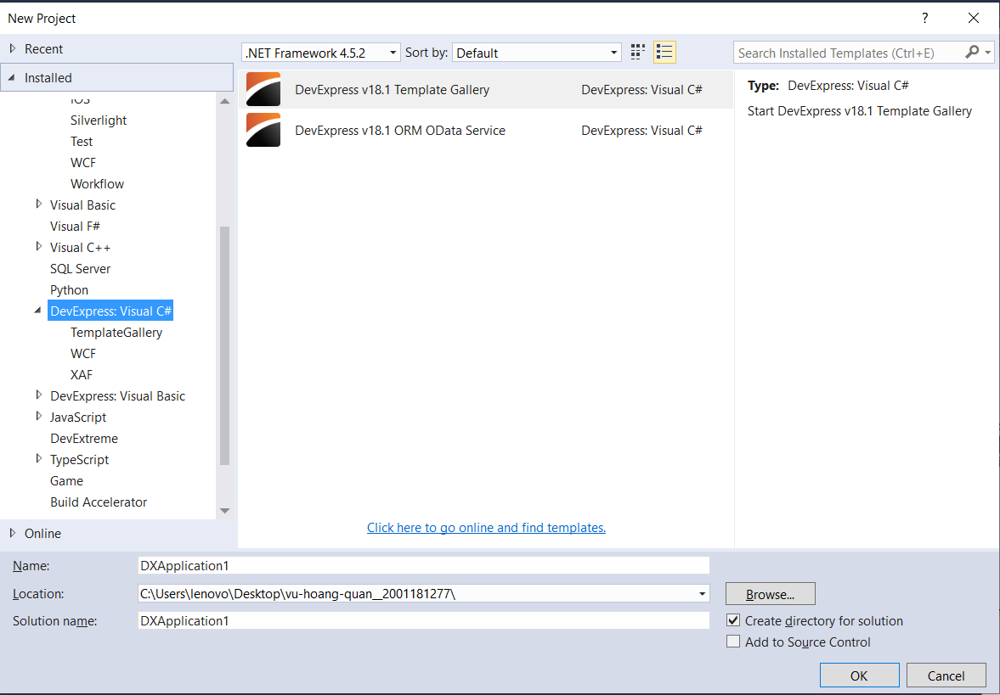 New Project
?
Recent
.NET Framework 4.5.2
Sort by:
Default
Search Installed Templates (Ctrl+E)
Installed
iOS
Silverlight
Test
WCF
Workflow
Visual Basic
Visual F#
Visual C++
SQL Server
Python
DevExpress: Visual C#
TemplateGallery
WCF
XAF
DevExpress: Visual Basic
JavaScript
DevExtreme
TypeScript
Game
Build Accelerator
Online
DevExpress v18.1 Template Gallery DevExpress: Visual C#
DevExpress v18.1 ORM OData Service DevExpress: Visual C#
Click here to go online and find templates.
Type: DevExpress: Visual C#
Start DevExpress v18.1 Template Gallery
Name: DXApplication1
Location: C:\Users\lenovo\Desktop\vu-hoang-quan__2001181277\
Browse...
Solution name: DXApplication1
Create directory for solution
Add to Source Control
OK
Cancel